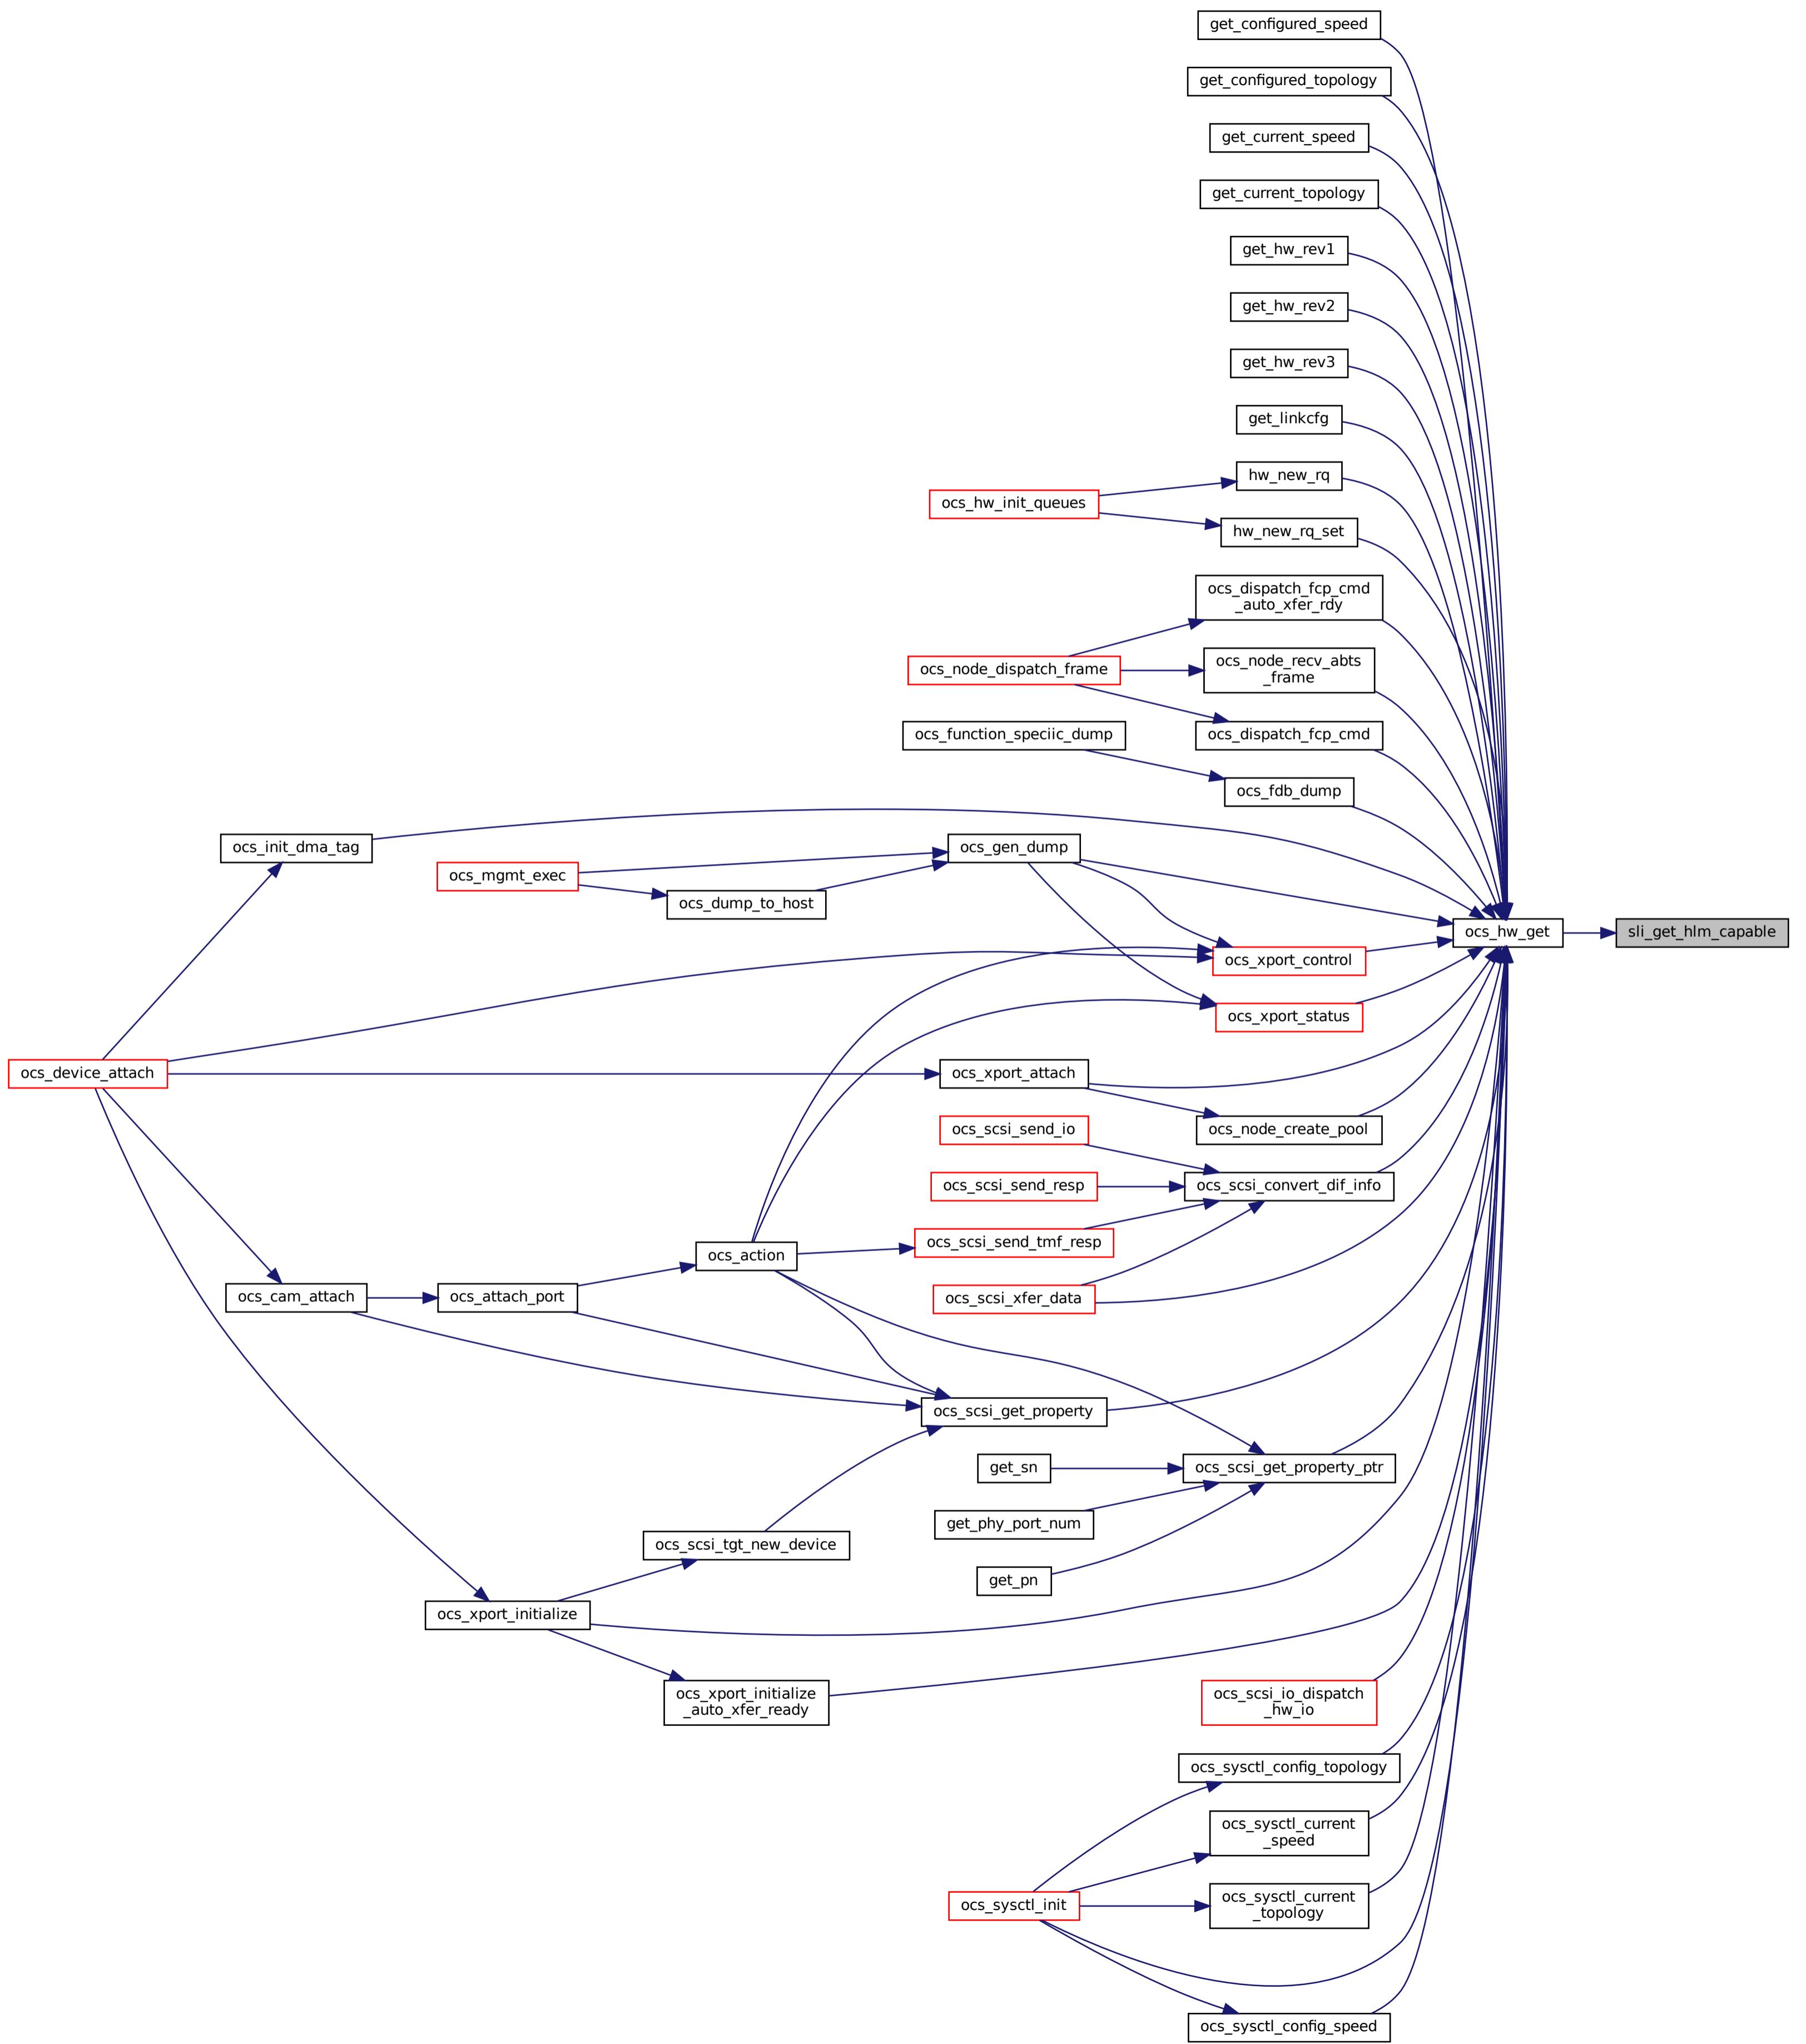 get_configured_speed
get_configured_topology
get_current_speed
get_current_topology
get_hw_rev1
get_hw_rev2
get_hw_rev3
get_linkcfg
hw_new_rq
ocs_hw_init_queues
hw_new_rq_set
ocs_dispatch_fcp_cmd
_auto_xfer_rdy
ocs_node_dispatch_frame
ocs_node_recv_abts
_frame
ocs_function_speciic_dump
ocs_dispatch_fcp_cmd
ocs_fdb_dump
ocs_init_dma_tag
ocs_gen_dump
ocs_mgmt_exec
ocs_dump_to_host
ocs_hw_get
sli_get_hlm_capable
ocs_xport_control
ocs_xport_status
ocs_device_attach
ocs_xport_attach
ocs_scsi_send_io
ocs_node_create_pool
ocs_scsi_send_resp
ocs_scsi_convert_dif_info
ocs_action
ocs_scsi_send_tmf_resp
ocs_cam_attach
ocs_attach_port
ocs_scsi_xfer_data
ocs_scsi_get_property
get_sn
ocs_scsi_get_property_ptr
get_phy_port_num
ocs_scsi_tgt_new_device
get_pn
ocs_xport_initialize
ocs_xport_initialize
_auto_xfer_ready
ocs_scsi_io_dispatch
_hw_io
ocs_sysctl_config_topology
ocs_sysctl_current
_speed
ocs_sysctl_init
ocs_sysctl_current
_topology
ocs_sysctl_config_speed